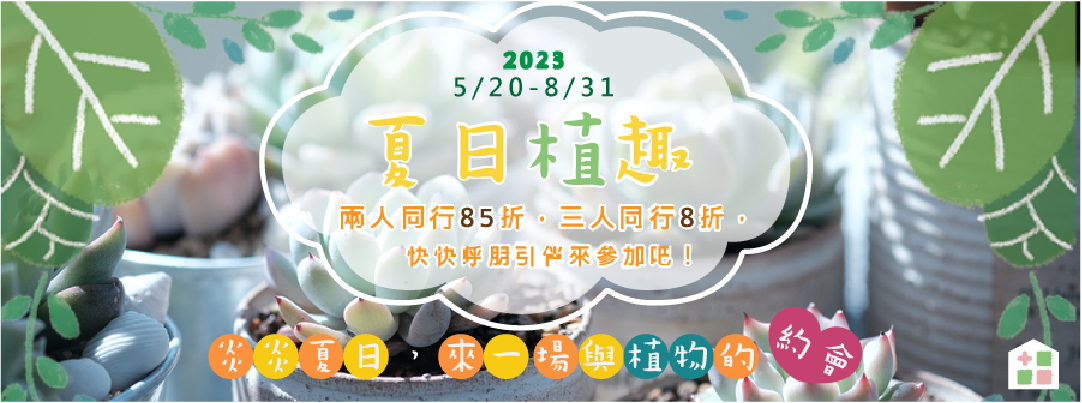 2023
5/20-8/31
夏日植趣
兩人同行85折，三人同行8折，
快快呼朋引伴來參加吧！
炎炎夏日，來一場與植物的約會